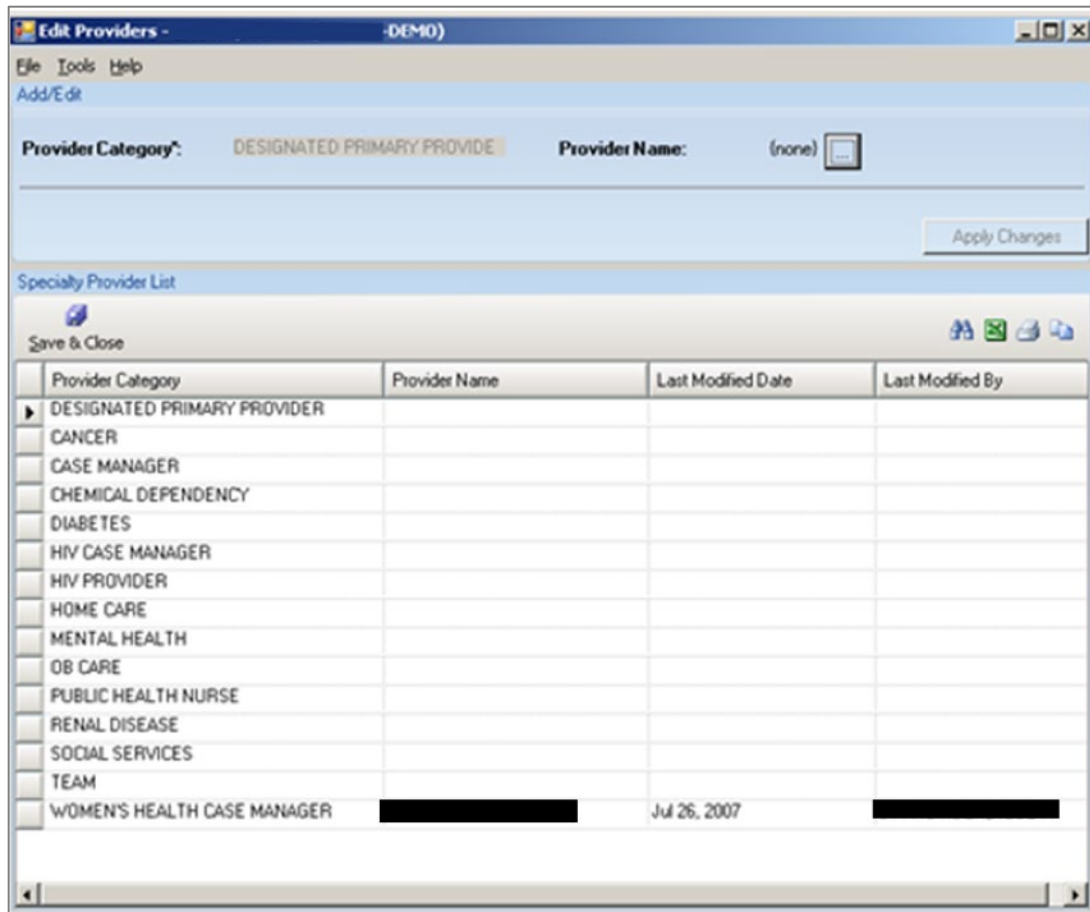 Edit Providers - -DEMO)
File Tools Help
Add/Edit
Provider Category*: DESIGNATED PRIMARY PROVIDE Provider Name: (none) ...
Apply Changes
Specialty Provider List
Save & Close
Provider Category Provider Name Last Modified Date Last Modified By
DESIGNATED PRIMARY PROVIDER
CANCER
CASE MANAGER
CHEMICAL DEPENDENCY
DIABETES
HIV CASE MANAGER
HIV PROVIDER
HOME CARE
MENTAL HEALTH
OB CARE
PUBLIC HEALTH NURSE
RENAL DISEASE
SOCIAL SERVICES
TEAM
WOMEN'S HEALTH CASE MANAGER Jul 26, 2007